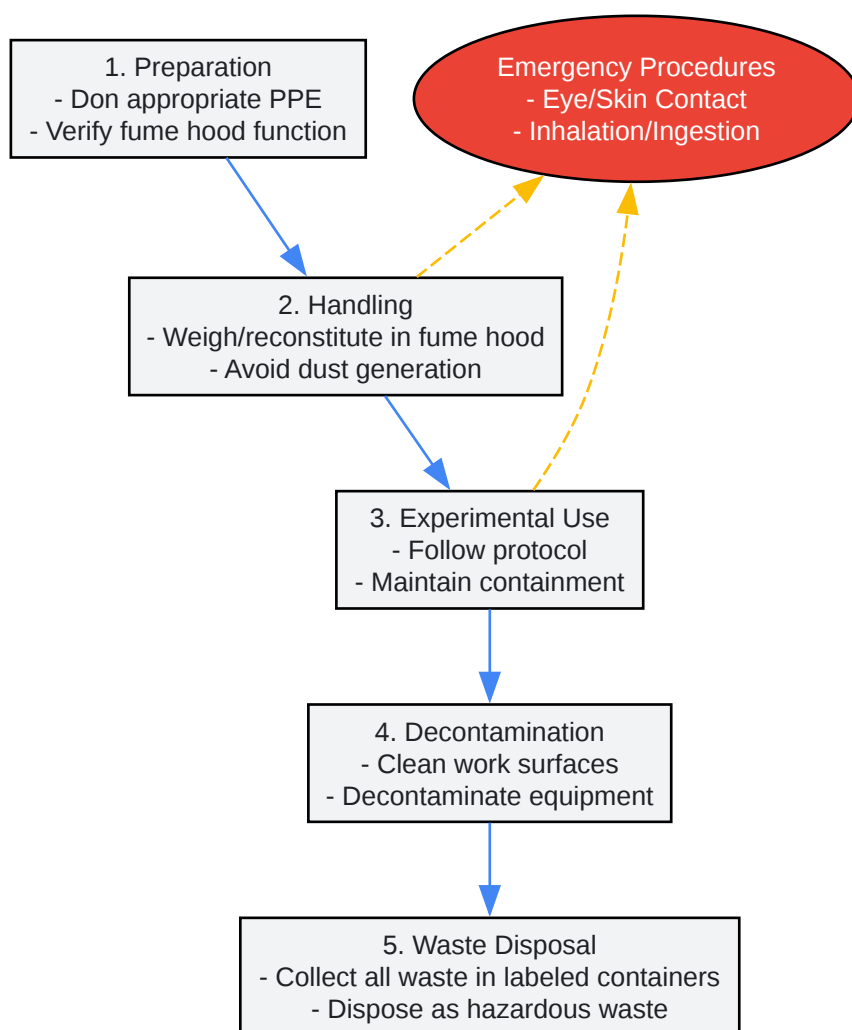 1. Preparation
- Don appropriate PPE
- Verify fume hood function
Emergency Procedures
- Eye/Skin Contact
- Inhalation/Ingestion
2. Handling
- Weigh/reconstitute in fume hood
- Avoid dust generation
3. Experimental Use
- Follow protocol
- Maintain containment
4. Decontamination
- Clean work surfaces
- Decontaminate equipment
5. Waste Disposal
- Collect all waste in labeled containers
- Dispose as hazardous waste